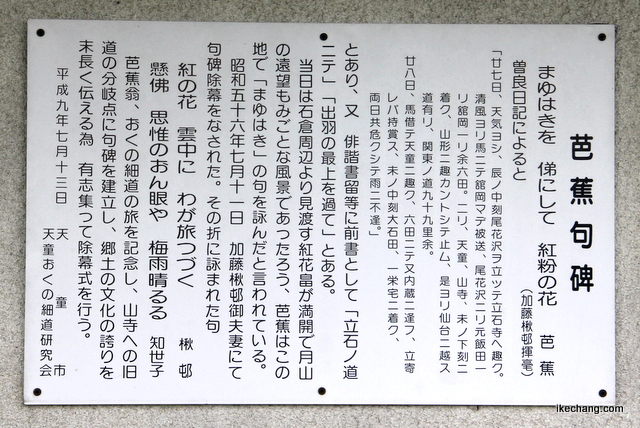 芭蕉句碑
まゆはきを　俤にして　紅粉の花　芭蕉
（加藤楸邨揮毫）
曽良日記によると
「廿七日、天気ヨシ、辰ノ中刻尾花沢ヲ立ツテ立石寺へ趣ク。
清風ヨリ馬ニテ舘岡マデ被送、尾花沢ニリ元飯田一
リ舘岡一リ余六田。ニリ、天童、山寺、未ノ下刻ニ
着ク、山形ニ趣カントシテ止ム、是ヨリ仙台ニ越ス
道有リ、関東ノ道九十九里余。
廿八日、馬借テ天童ニ趣ク、六田ニテ又内蔵ニ逢フ、立寄
レバ持賞ス、未ノ中刻大石田、一栄宅ニ着ク、
両日共危クシテ雨ニ不逢。」
とあり、又　俳諧書留等に前書として「立石ノ道
ニテ」「出羽の最上を過て」とある。
当日は石倉周辺より見渡す紅花畠が満開で月山
の遠望もみごとな風景であったろう、芭蕉はこの
地で「まゆはき」の句を詠んだと言われている。
昭和五十六年七月十一日　加藤楸邨御夫妻にて
句碑除幕をなされた。その折に詠まれた句
紅の花　雲中に　わが旅つづく　楸邨
懸佛　思惟のおん眼や　梅雨晴るる　知世子
芭蕉翁、おくの細道の旅を記念し、山寺への旧
道の分岐点に句碑を建立し、郷土の文化の誇りを
末長く伝える為　有志集って除幕式を行う。
平成九年七月十三日　天童市
天童おくの細道研究会
ikechang.com